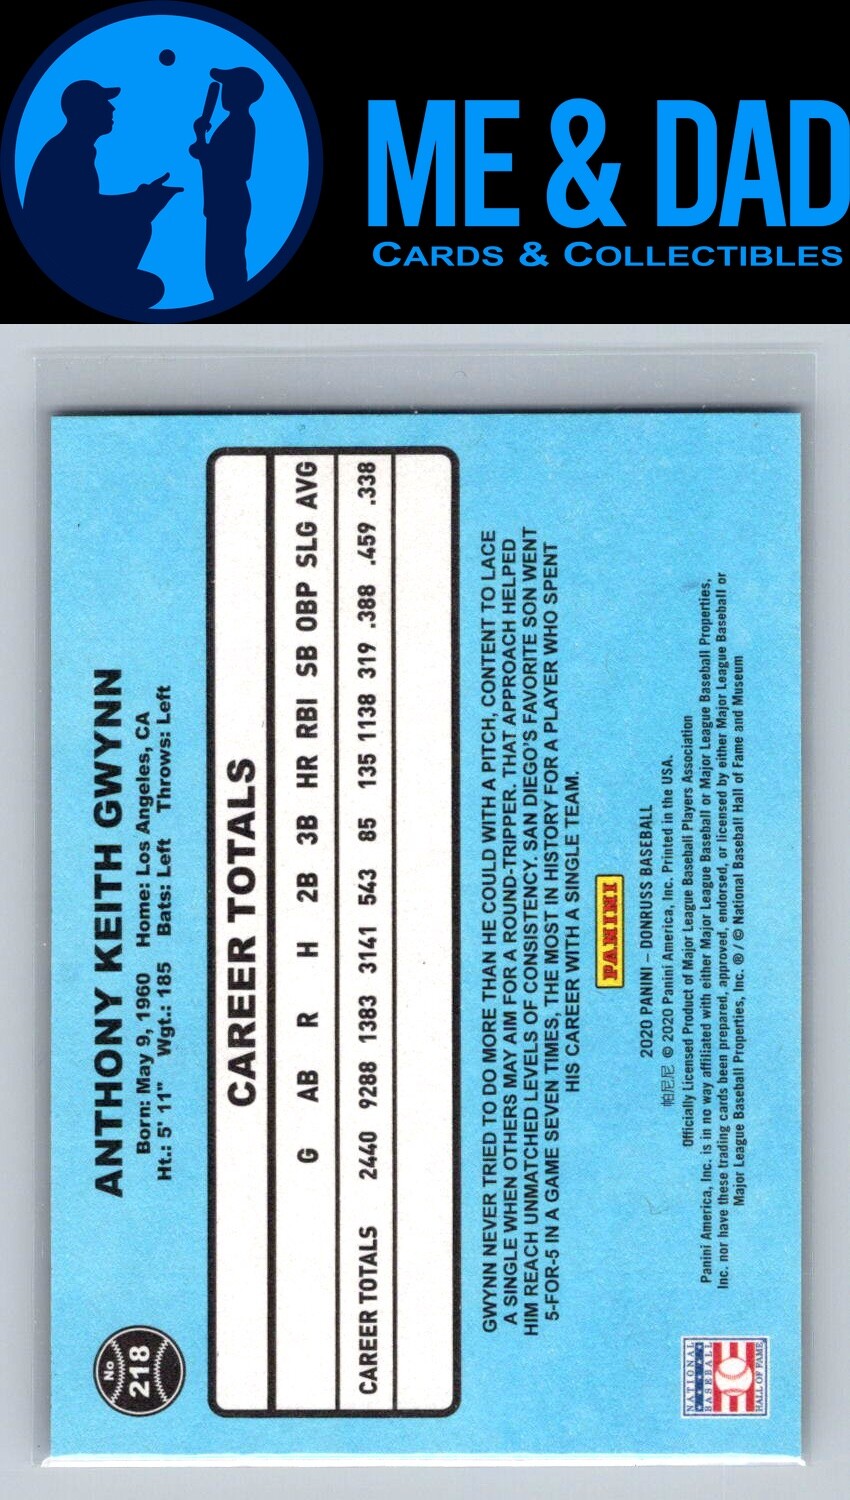 ME & DAD
CARDS & COLLECTIBLES
No
218
ANTHONY KEITH GWYNN
Born: May 9, 1960 Home: Los Angeles, CA
Ht.: 5' 11" Wgt.: 185 Bats: Left Throws: Left
CAREER TOTALS
G AB R H 2B 3B HR RBI SB OBP SLG AVG
CAREER TOTALS 2440 9288 1383 3141 543 85 135 1138 319 .388 .459 .338
GWYNN NEVER TRIED TO DO MORE THAN HE COULD WITH A PITCH, CONTENT TO LACE
A SINGLE WHEN OTHERS MAY AIM FOR A ROUND-TRIPPER. THAT APPROACH HELPED
HIM REACH UNMATCHED LEVELS OF CONSISTENCY. SAN DIEGO'S FAVORITE SON WENT
5-FOR-5 IN A GAME SEVEN TIMES, THE MOST IN HISTORY FOR A PLAYER WHO SPENT
HIS CAREER WITH A SINGLE TEAM.
PANINI
2020 PANINI – DONRUSS BASEBALL
帕尼尼 © 2020 Panini America, Inc. Printed in the USA.
Officially Licensed Product of Major League Baseball Players Association
Panini America, Inc. is in no way affiliated with either Major League Baseball or Major League Baseball Properties,
Inc. nor have these trading cards been prepared, approved, endorsed, or licensed by either Major League Baseball or
Major League Baseball Properties, Inc. ® / © National Baseball Hall of Fame and Museum
NATIONAL
BASEBALL
HALL OF FAME